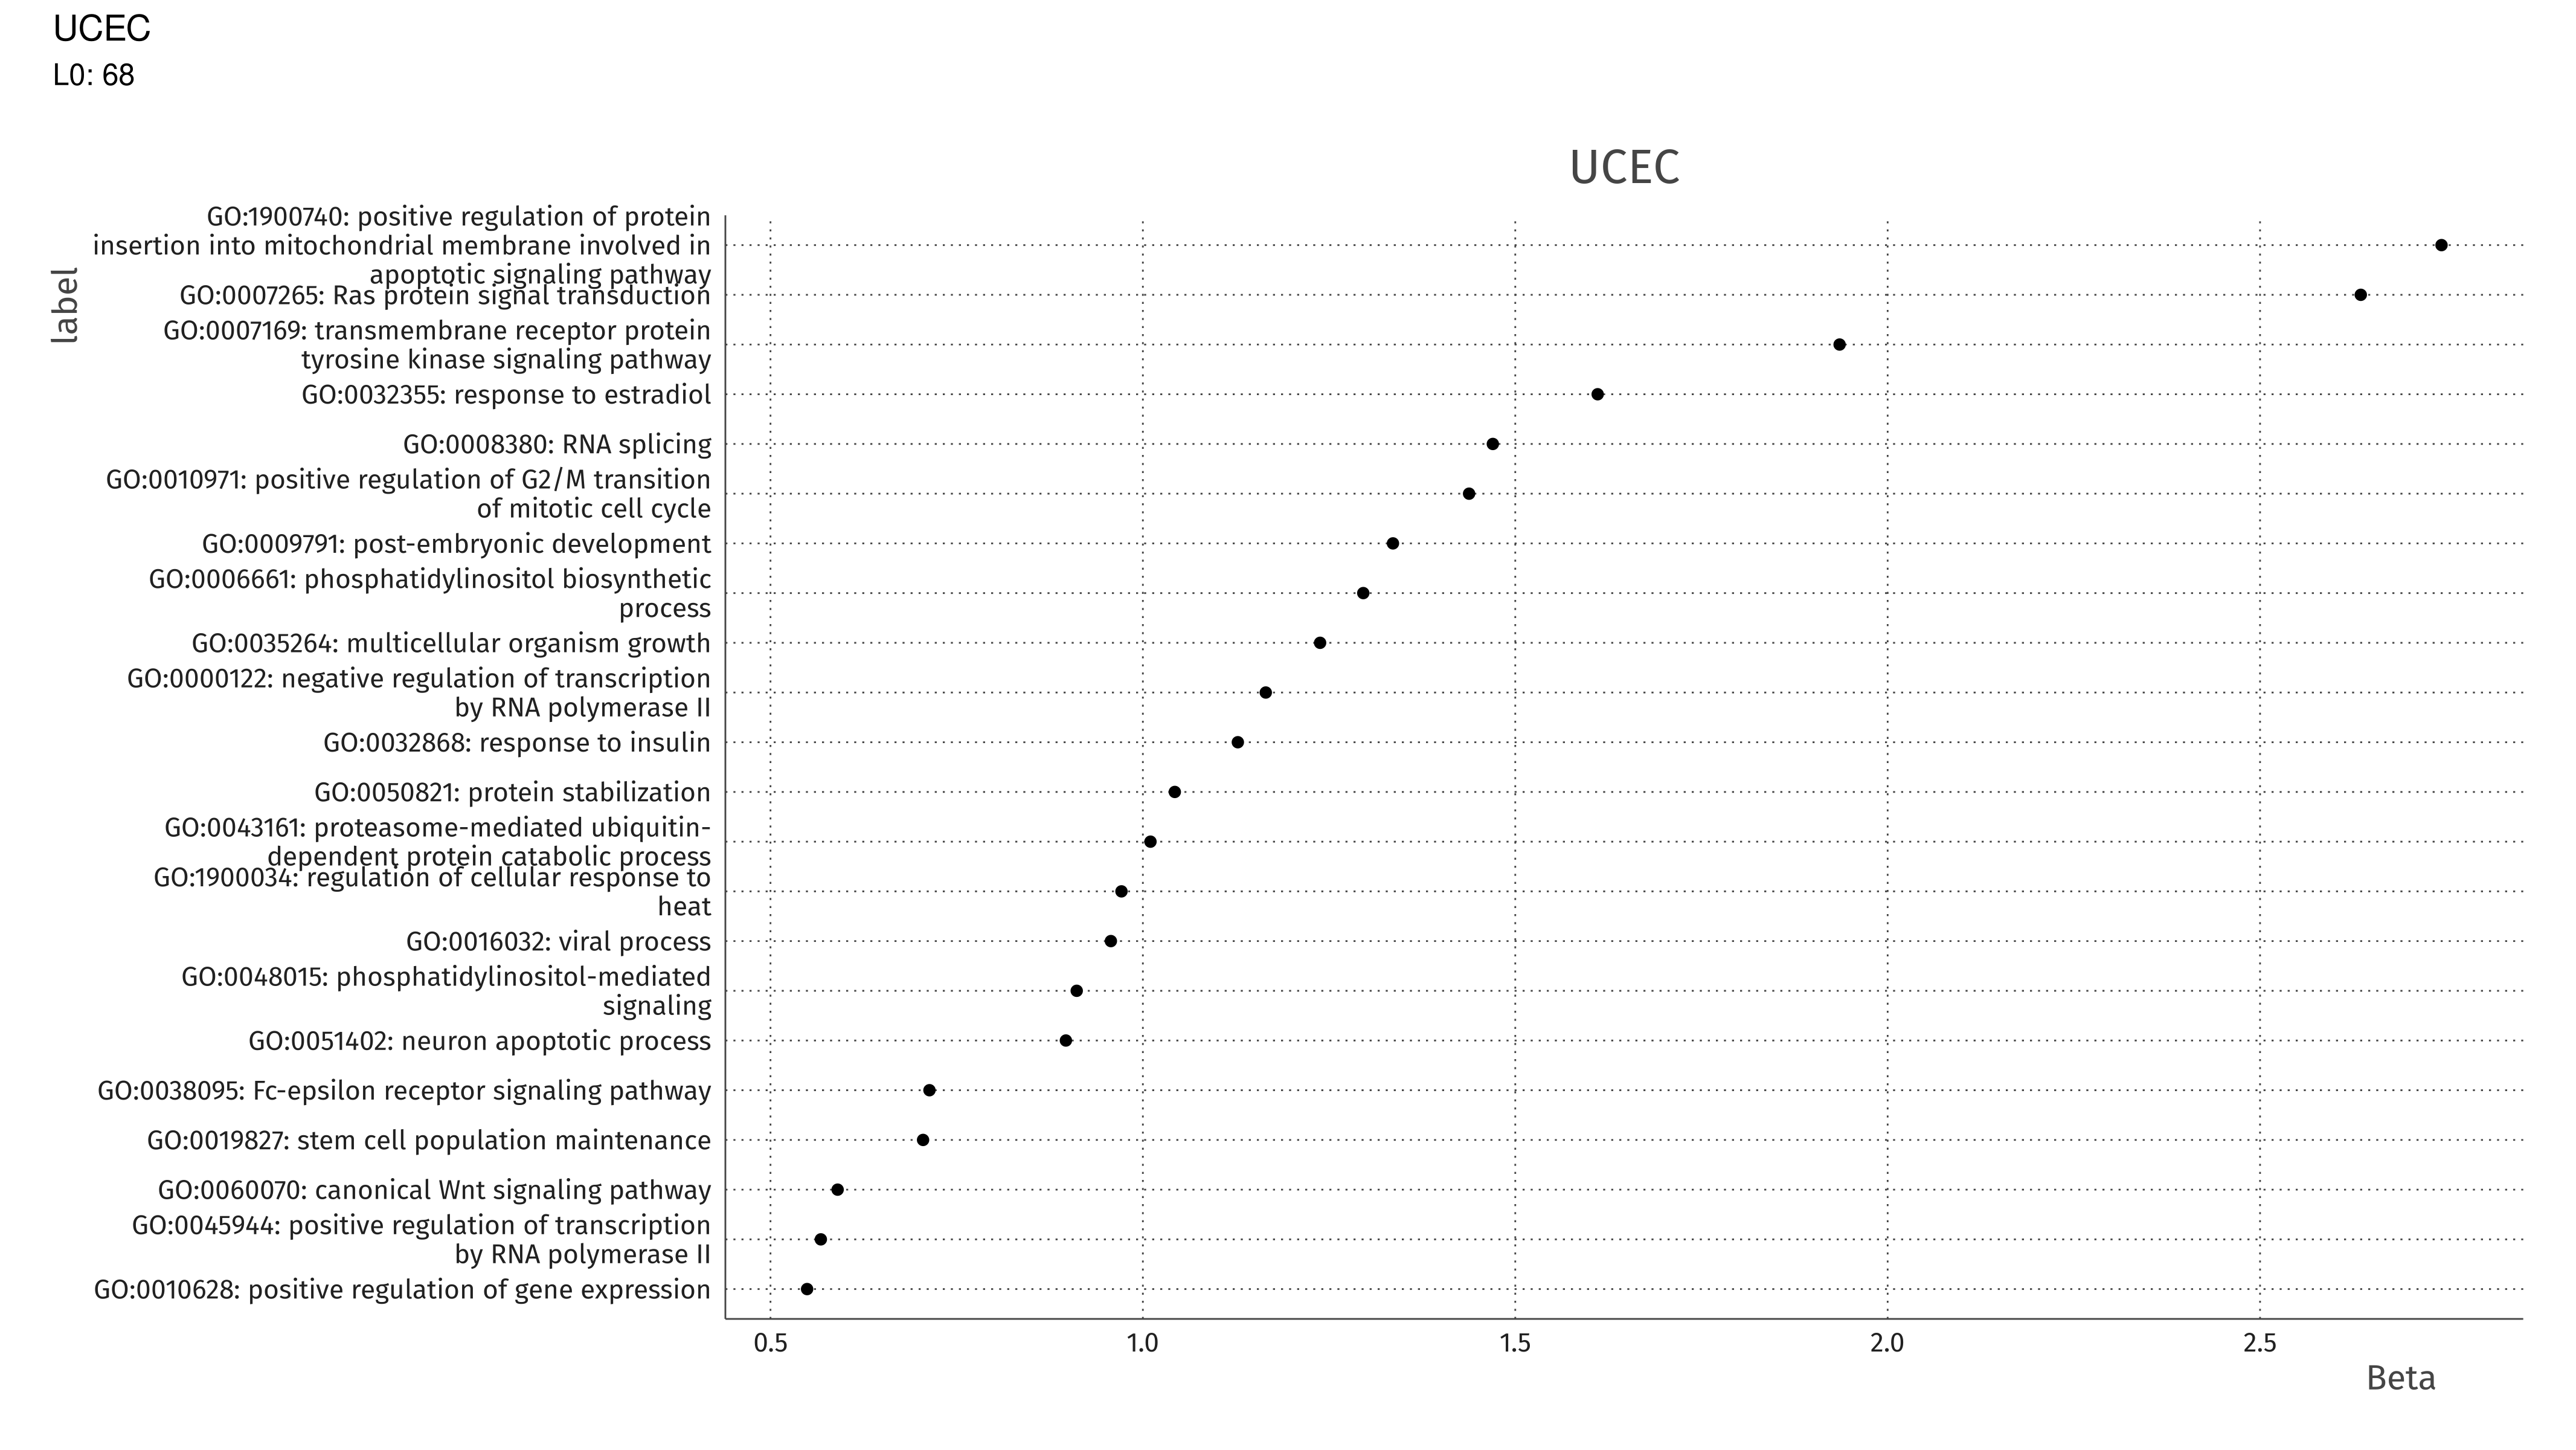 UCEC
L0: 68
UCEC
label
GO:1900740: positive regulation of protein
insertion into mitochondrial membrane involved in
apoptotic signaling pathway
GO:0007265: Ras protein signal transduction
GO:0007169: transmembrane receptor protein
tyrosine kinase signaling pathway
GO:0032355: response to estradiol
GO:0008380: RNA splicing
GO:0010971: positive regulation of G2/M transition
of mitotic cell cycle
GO:0009791: post-embryonic development
GO:0006661: phosphatidylinositol biosynthetic
process
GO:0035264: multicellular organism growth
GO:0000122: negative regulation of transcription
by RNA polymerase II
GO:0032868: response to insulin
GO:0050821: protein stabilization
GO:0043161: proteasome-mediated ubiquitin-
dependent protein catabolic process
GO:1900034: regulation of cellular response to
heat
GO:0016032: viral process
GO:0048015: phosphatidylinositol-mediated
signaling
GO:0051402: neuron apoptotic process
GO:0038095: Fc-epsilon receptor signaling pathway
GO:0019827: stem cell population maintenance
GO:0060070: canonical Wnt signaling pathway
GO:0045944: positive regulation of transcription
by RNA polymerase II
GO:0010628: positive regulation of gene expression
0.5 1.0 1.5 2.0 2.5
Beta